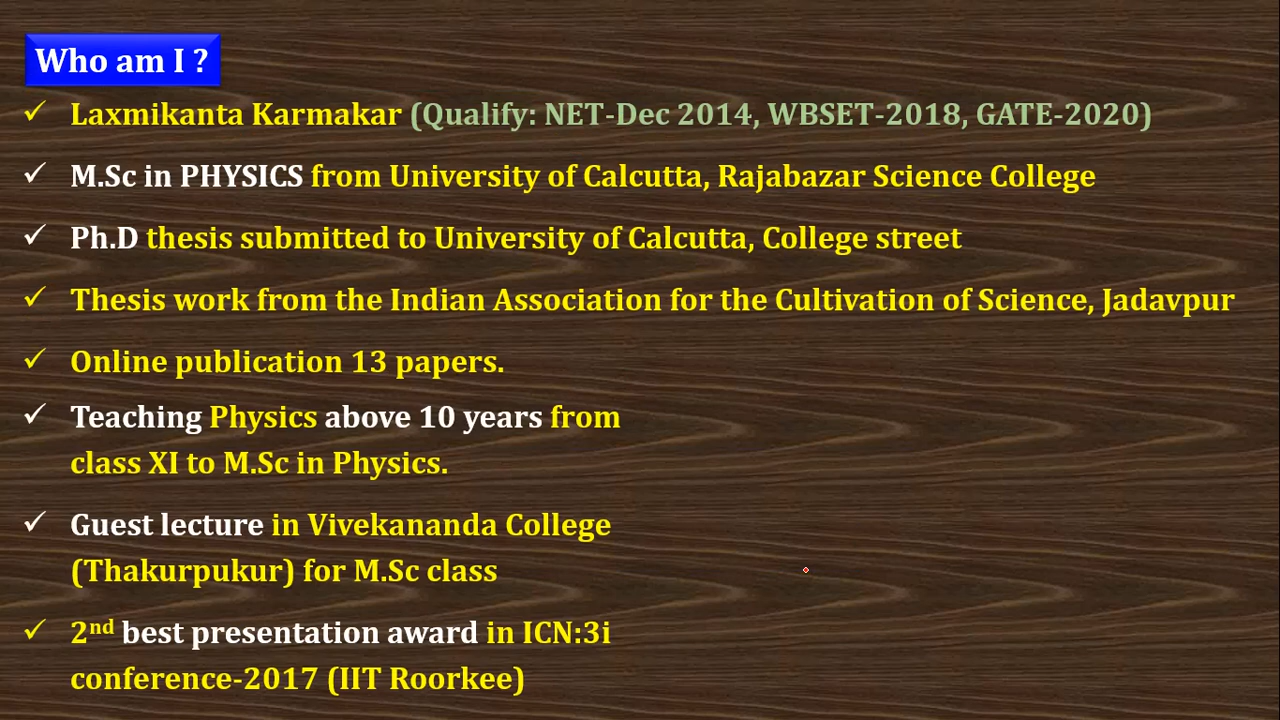 Who am I ?
✓ Laxmikanta Karmakar (Qualify: NET-Dec 2014, WBSET-2018, GATE-2020)
✓ M.Sc in PHYSICS from University of Calcutta, Rajabazar Science College
✓ Ph.D thesis submitted to University of Calcutta, College street
✓ Thesis work from the Indian Association for the Cultivation of Science, Jadavpur
✓ Online publication 13 papers.
✓ Teaching Physics above 10 years from
class XI to M.Sc in Physics.
✓ Guest lecture in Vivekananda College
(Thakurpukur) for M.Sc class
✓ 2nd best presentation award in ICN:3i
conference-2017 (IIT Roorkee)